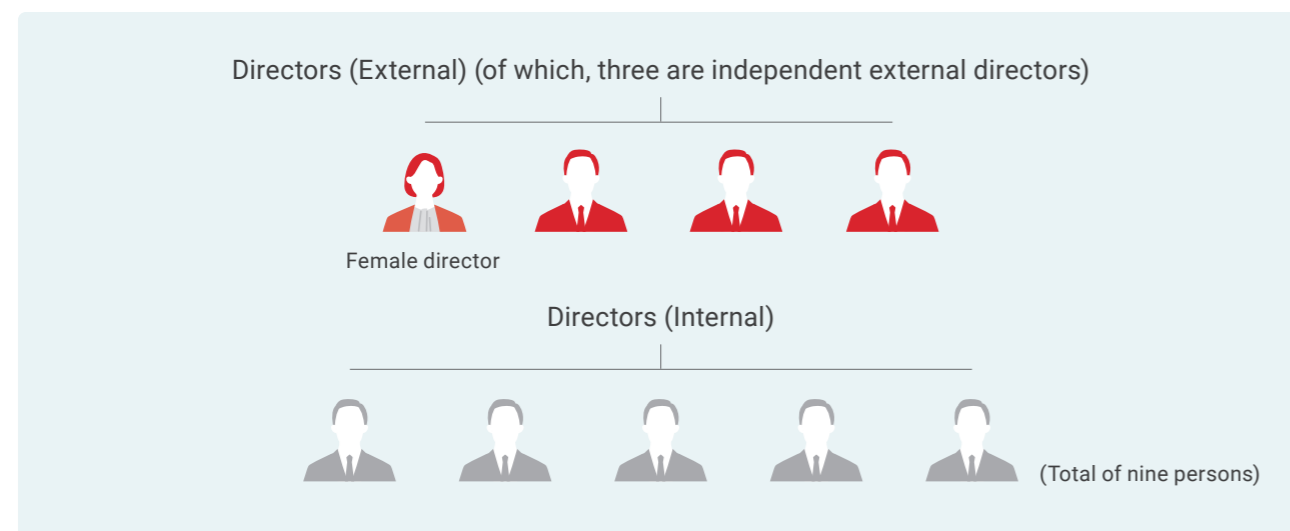 Directors (External) (of which, three are independent external directors)
Female director
Directors (Internal)
(Total of nine persons)